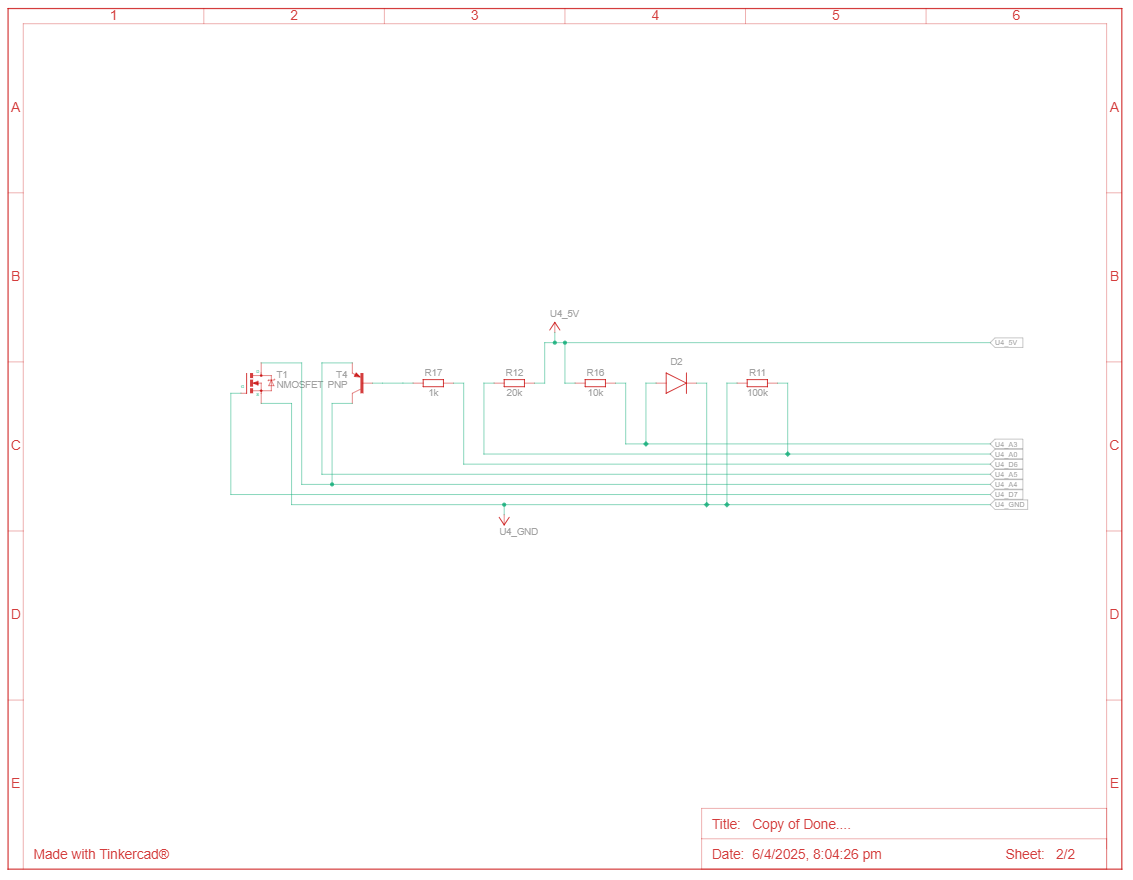 1 2 3 4 5 6
A A
B B
U4_5V
U4_5V
D2
T1 T4 R17 R12 R16 R11
NMOSFET PNP 1k 20k 10k 100k
C C
U4_A3
U4_A0
U4_D6
U4_A5
U4_A4
U4_D7
U4_GND
U4_GND
D D
E E
Title: Copy of Done....
Made with Tinkercad® Date: 6/4/2025, 8:04:26 pm Sheet: 2/2